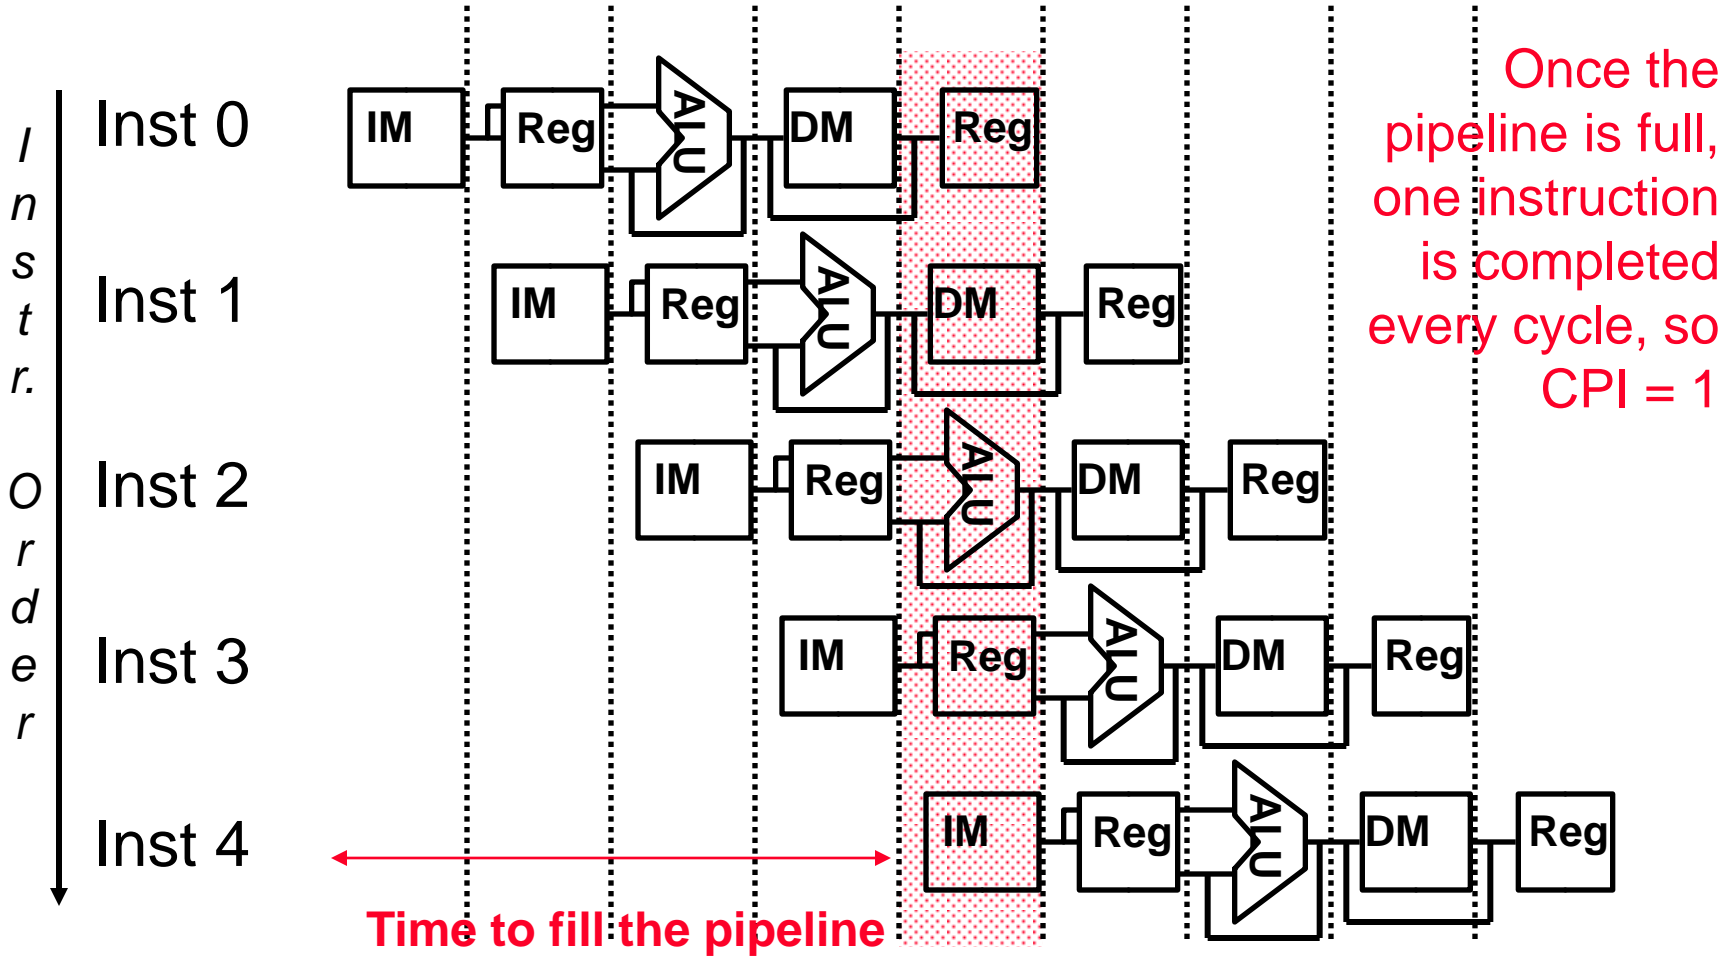 Instr. Order
Inst 0
IM
Reg
ALU
DM
Reg
Inst 1
IM
Reg
ALU
DM
Reg
Inst 2
IM
Reg
ALU
DM
Reg
Inst 3
IM
Reg
ALU
DM
Reg
Inst 4
IM
Reg
ALU
DM
Reg
Time to fill the pipeline
Once the
pipeline is full,
one instruction
is completed
every cycle, so
CPI = 1